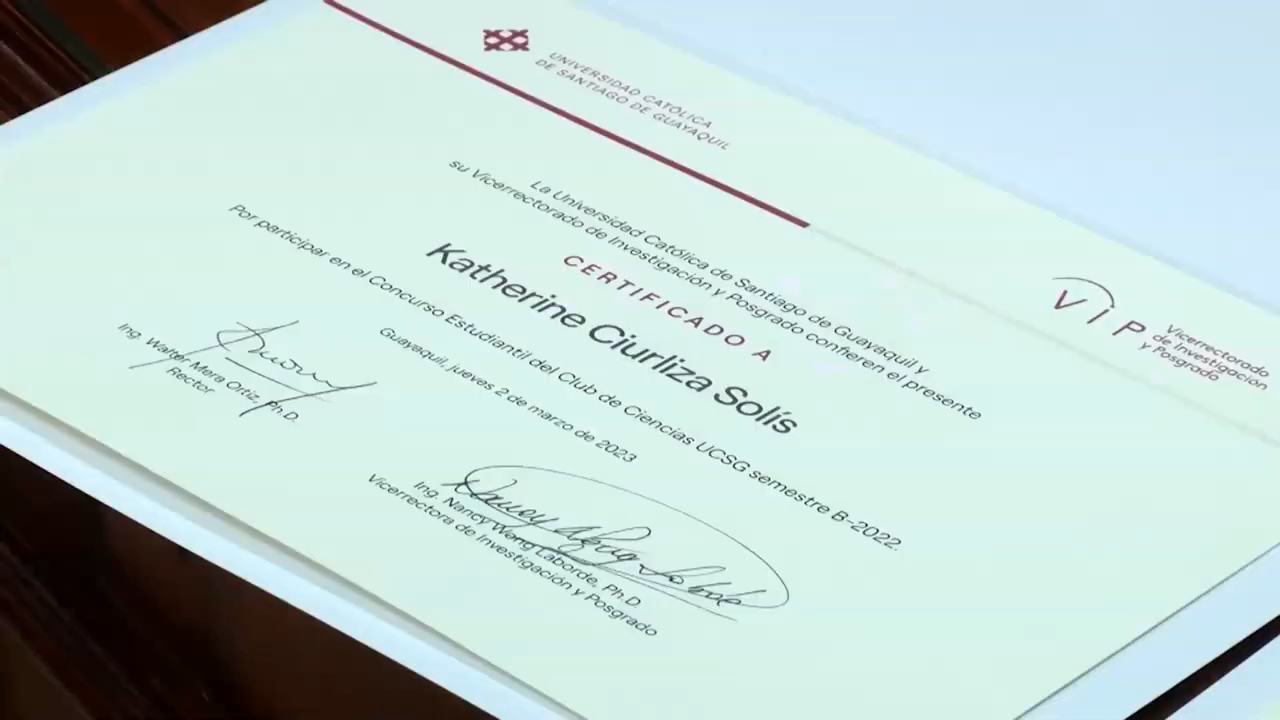 UNIVERSIDAD CATÓLICA
DE SANTIAGO DE GUAYAQUIL
La Universidad Católica de Santiago de Guayaquil y
su Vicerrectorado de Investigación y Posgrado confieren el presente
CERTIFICADO A
Katherine Ciurliza Solís
Por participar en el Concurso Estudiantil del Club de Ciencias UCSG semestre B-2022.
Guayaquil, jueves 2 de marzo de 2023
Ing. Walter Mera Ortiz, Ph.D.
Rector
Ing. Nancy Wong Laborde, Ph.D.
Vicerrectora de Investigación y Posgrado
VIP
Vicerrectorado
de Investigación
y Posgrado